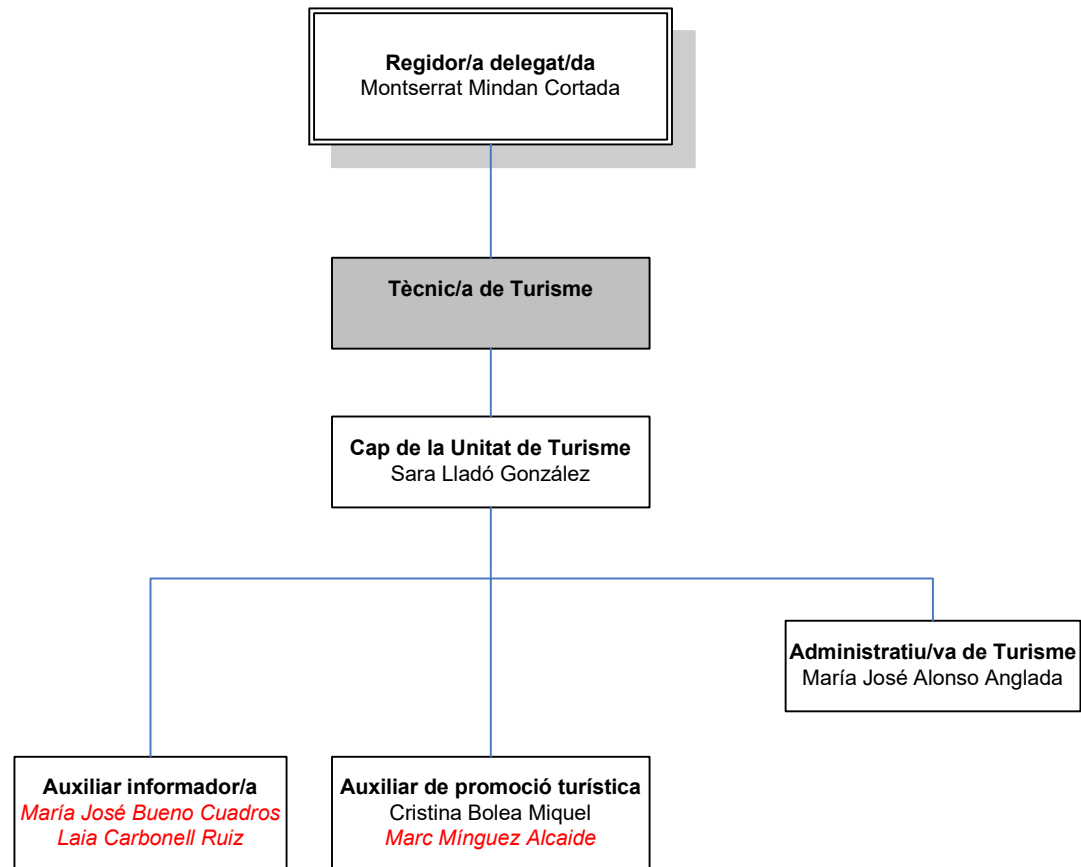 Regidor/a delegat/da
Montserrat Mindan Cortada
Tècnic/a de Turisme
Cap de la Unitat de Turisme
Sara Lladó González
Administratiu/va de Turisme
María José Alonso Anglada
Auxiliar informador/a
María José Bueno Cuadros
Laia Carbonell Ruiz
Auxiliar de promoció turística
Cristina Bolea Miquel
Marc Mínguez Alcaide